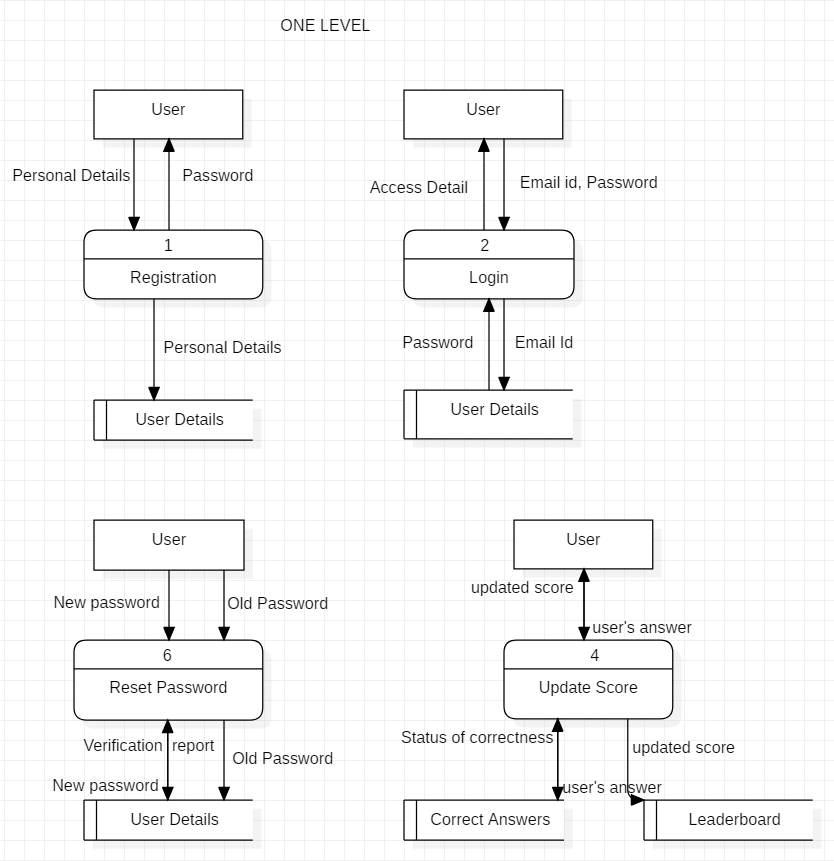 ONE LEVEL
User
Personal Details
Password
1
Registration
Personal Details
User Details
User
Access Detail
Email id, Password
2
Login
Password
Email Id
User Details
User
New password
Old Password
6
Reset Password
Verification report
Old Password
New password
User Details
User
updated score
user's answer
4
Update Score
Status of correctness
updated score
user's answer
Correct Answers
Leaderboard